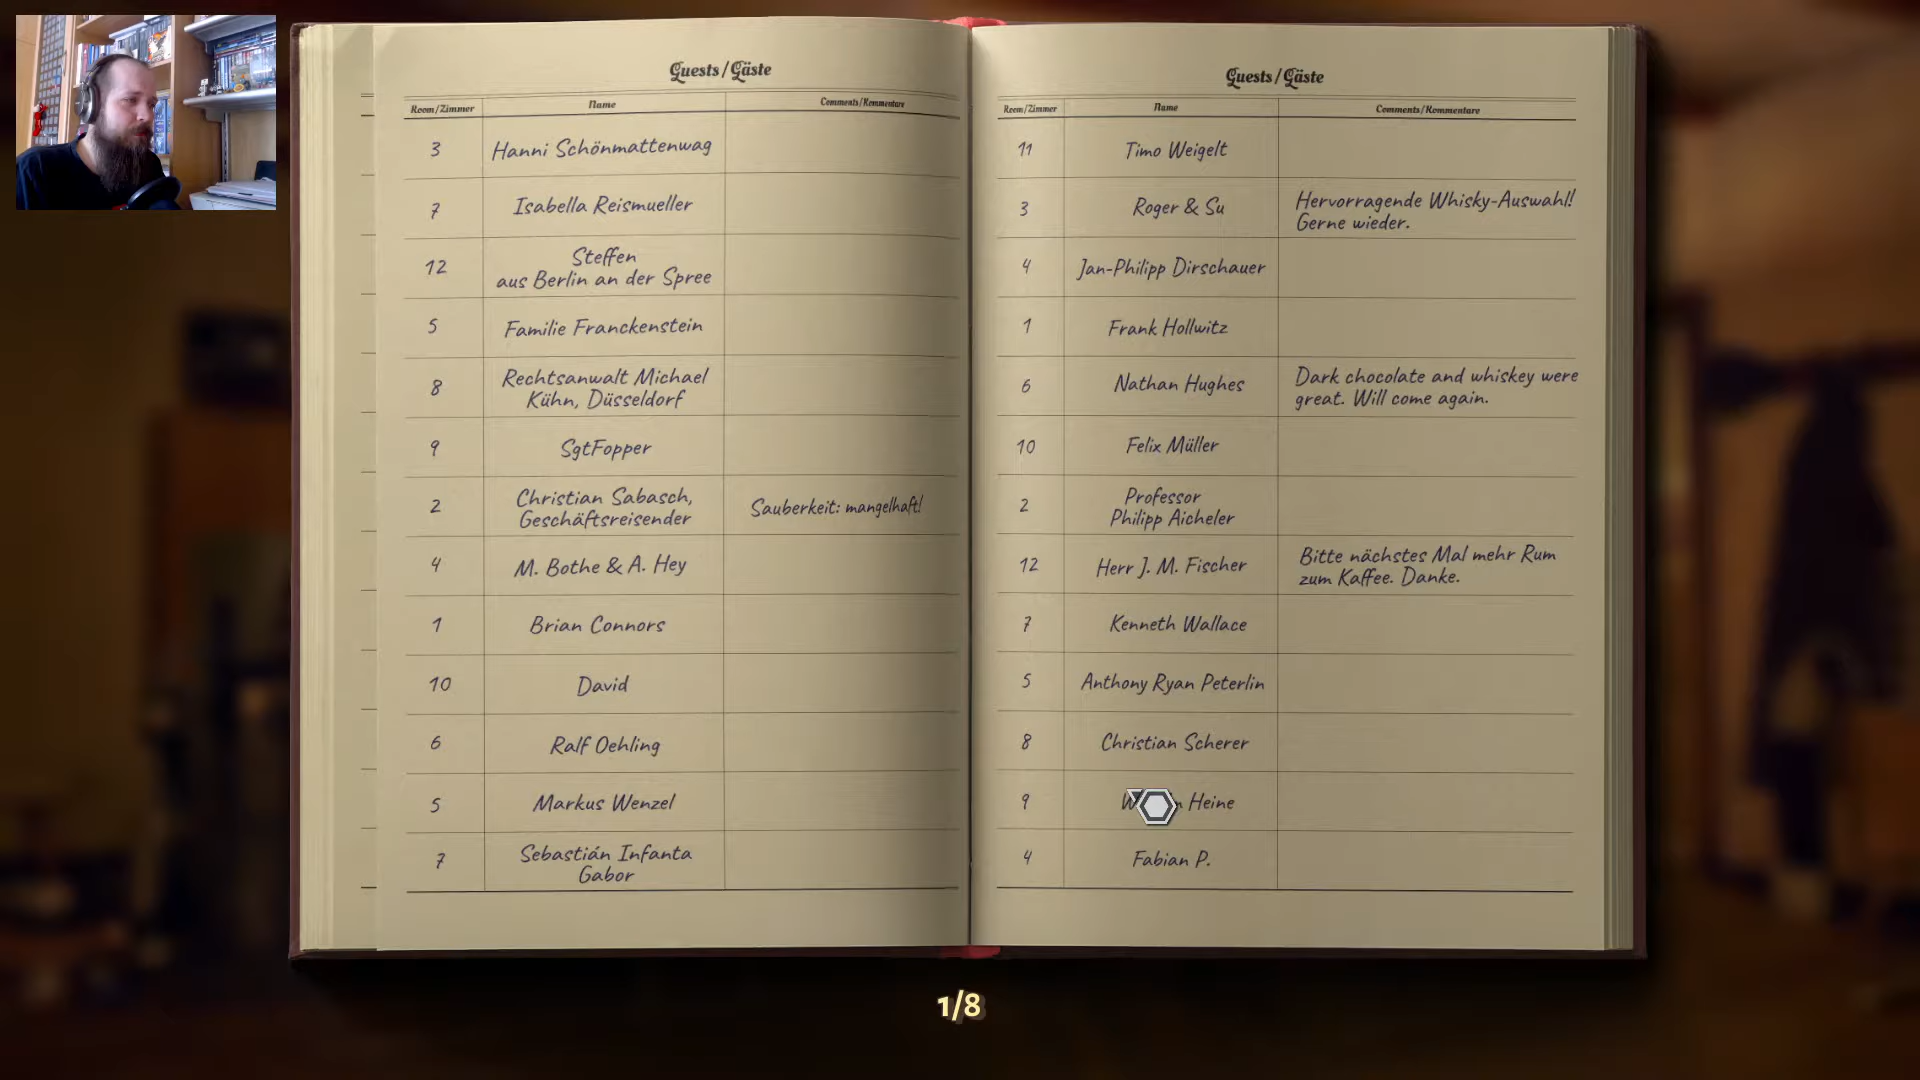 Guests/Gäste
Room/Zimmer Name Comments/Kommentare
3 Hanni Schönmattenwag
7 Isabella Reismueller
12 Steffen
aus Berlin an der Spree
5 Familie Franckenstein
8 Rechtsanwalt Michael
Kühn, Düsseldorf
9 SgtFopper
2 Christian Sabasch, Geschäftsreisender Sauberkeit: mangelhaft!
4 M. Bothe & A. Hey
1 Brian Connors
10 David
6 Ralf Oehling
5 Markus Wenzel
7 Sebastián Infanta
Gabor
Guests/Gäste
Room/Zimmer Name Comments/Kommentare
11 Timo Weigelt
3 Roger & Su Hervorragende Whisky-Auswahl!
Gerne wieder.
4 Jan-Philipp Dirschauer
1 Frank Hollwitz
6 Nathan Hughes Dark chocolate and whiskey were
great. Will come again.
10 Felix Müller
2 Professor
Philipp Aicheler
12 Herr J. M. Fischer Bitte nächstes Mal mehr Rum
zum Kaffee. Danke.
7 Kenneth Wallace
5 Anthony Ryan Peterlin
8 Christian Scherer
9 Heine
4 Fabian P.
1/8